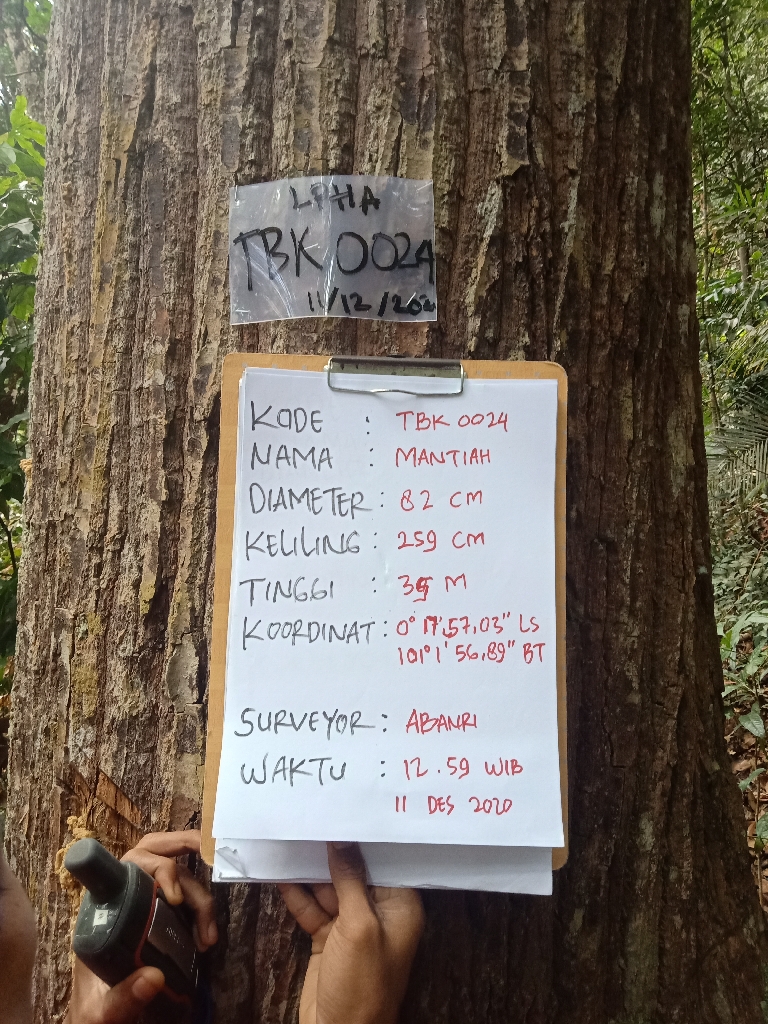 LPHA
TBK 0024
11/12/202
KODE : TBK 0024
NAMA : MANTIAH
DIAMETER : 82 CM
KELILING : 259 CM
TINGGI : 35 M
KOORDINAT : 0° 17' 57,03" LS
101° 1' 56,89" BT
SURVEYOR : ABANRI
WAKTU : 12.59 WIB
11 DES 2020